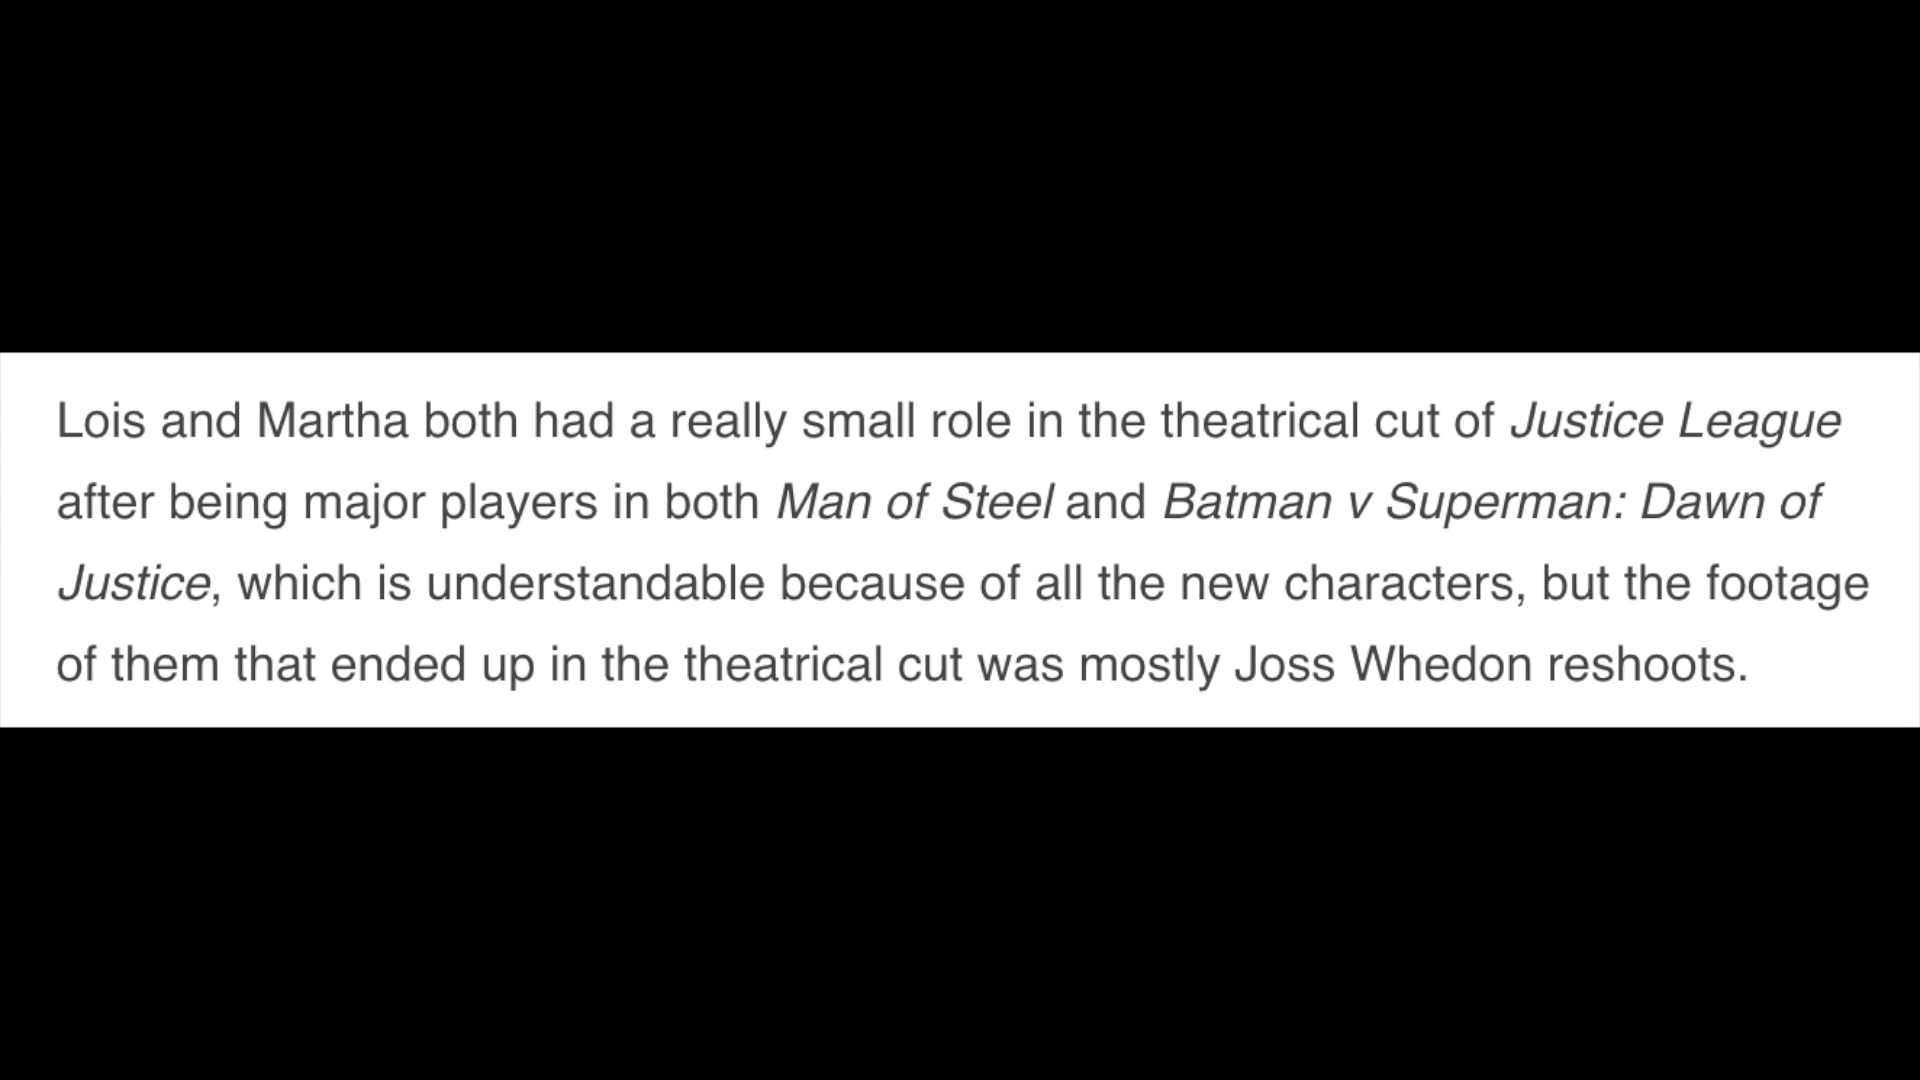 Lois and Martha both had a really small role in the theatrical cut of Justice League
after being major players in both Man of Steel and Batman v Superman: Dawn of
Justice, which is understandable because of all the new characters, but the footage
of them that ended up in the theatrical cut was mostly Joss Whedon reshoots.